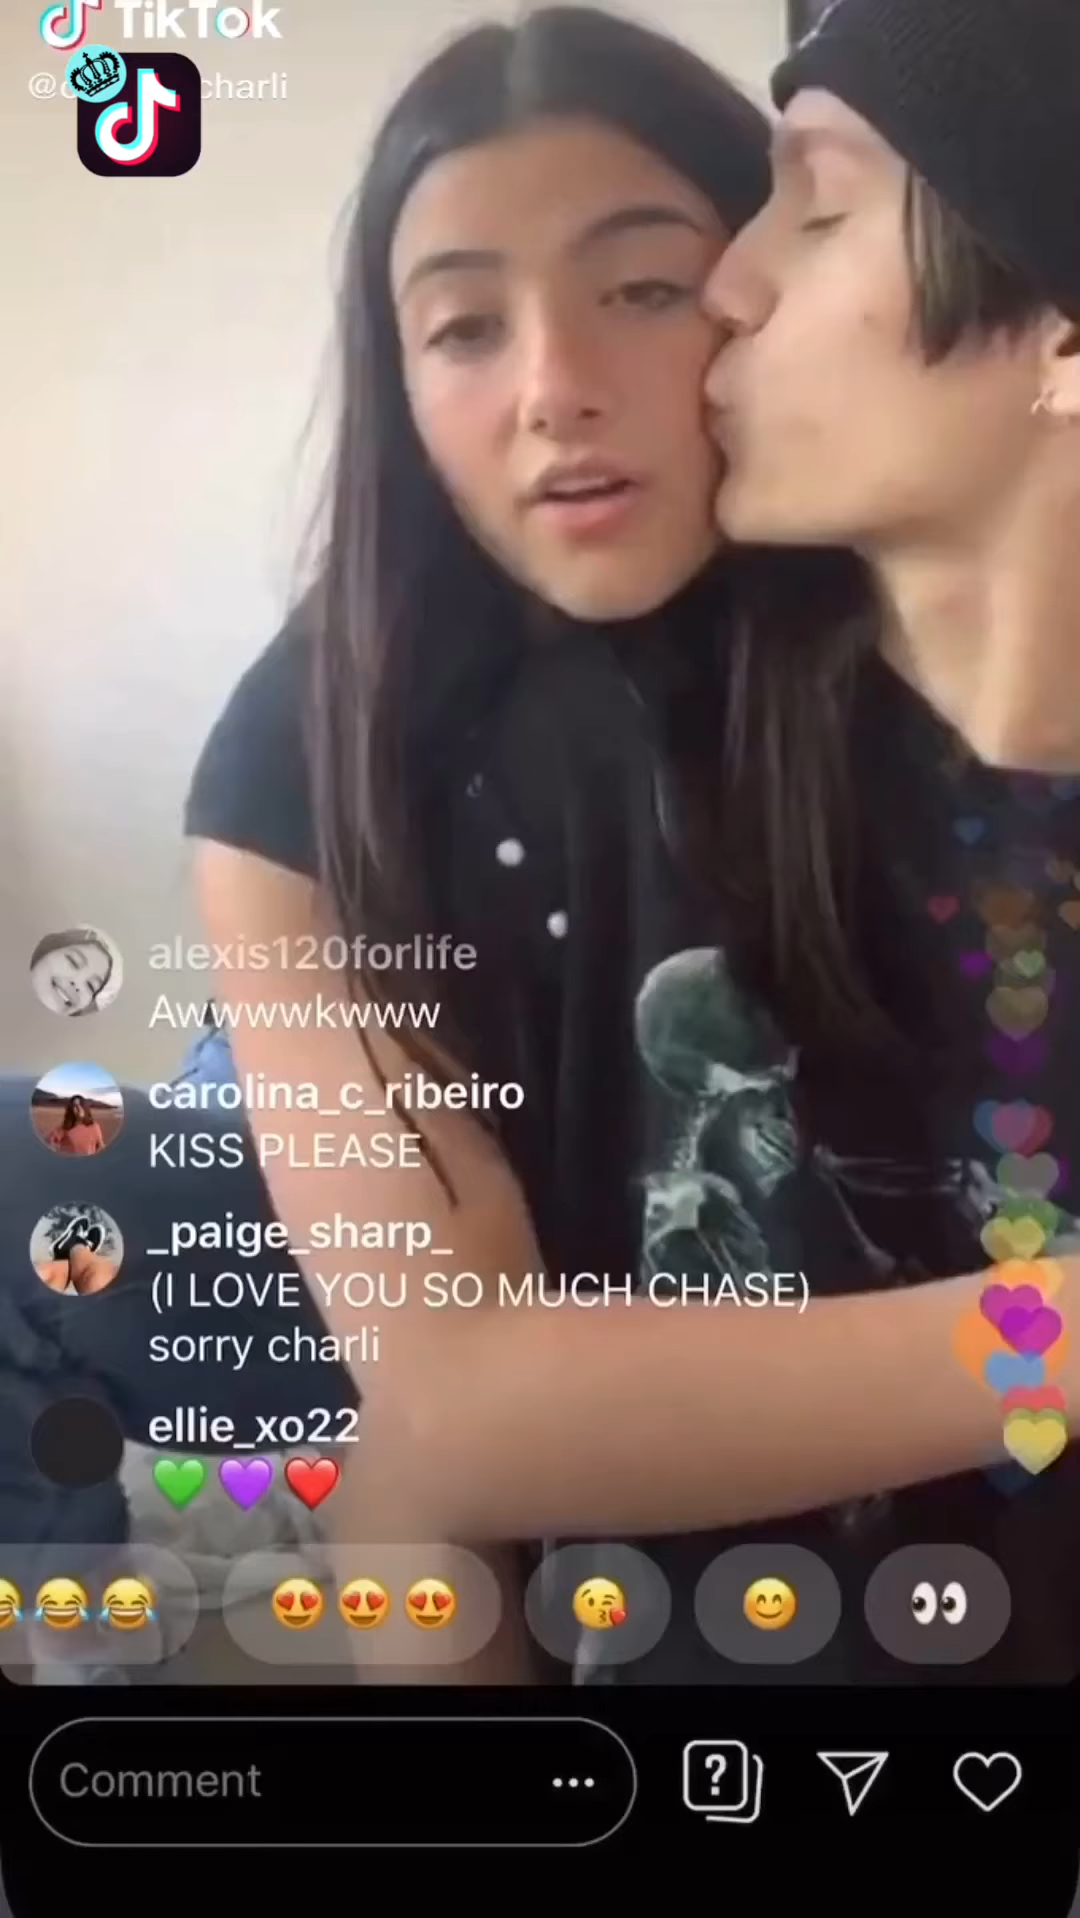 TikTok
charli
alexis120forlife
Awwwwkwww
carolina_c_ribeiro
KISS PLEASE
_paige_sharp_
(I LOVE YOU SO MUCH CHASE)
sorry charli
ellie_xo22
💚 💜 ❤️
😂 😂 😂 😍 😍 😍 😘 😊 👀
Comment ...